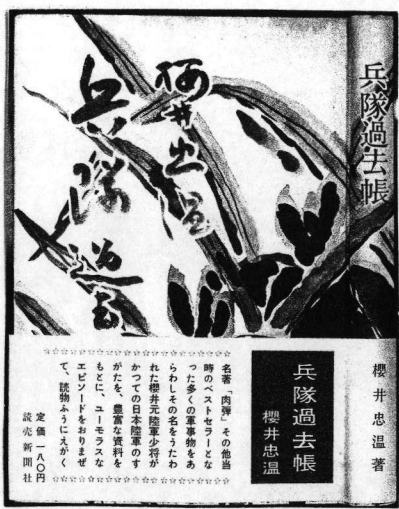 兵隊過去帳
櫻井忠温著
兵隊過去帳
櫻井忠温
名著「肉弾」その他当
時のベストセラーとな
った多くの軍事物をあ
らわしその名をうたわ
れた櫻井元陸軍少将が
かつての日本陸軍のす
がたを、豊富な資料を
もとに、ユーモラスな
エピソードをおりまぜ
て、読物ふうにえがく
定価 一八〇円
読売新聞社
櫻井忠温
兵隊過去